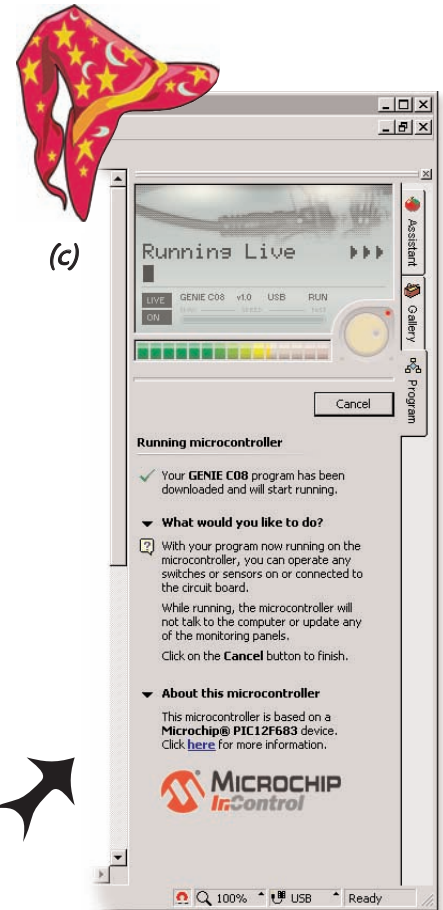 (c)
Running Live
LIVE
GENIE C08 v1.0 USB RUN
ON
Assistant
Gallery
Program
Cancel
Running microcontroller
Your GENIE C08 program has been
downloaded and will start running.
What would you like to do?
With your program now running on the
microcontroller, you can operate any
switches or sensors on or connected to
the circuit board.
While running, the microcontroller will
not talk to the computer or update any
of the monitoring panels.
Click on the Cancel button to finish.
About this microcontroller
This microcontroller is based on a
Microchip® PIC12F683 device.
Click here for more information.
MICROCHIP
InControl
100% USB Ready